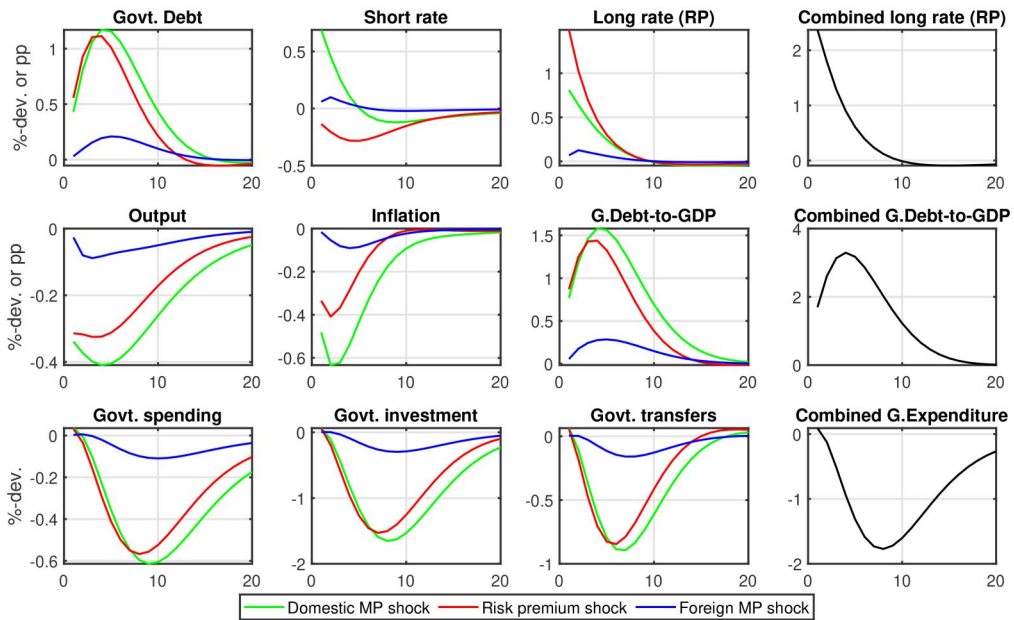 Govt. Debt
Short rate
Long rate (RP)
Combined long rate (RP)
%-dev. or pp
1
0.5
0
0 10 20
0.5
0
-0.5
0 10 20
1
0.5
0
0 10 20
2
1
0
0 10 20
Output
Inflation
G.Debt-to-GDP
Combined G.Debt-to-GDP
%-dev. or pp
0
-0.2
-0.4
0 10 20
0
-0.2
-0.4
-0.6
0 10 20
1.5
1
0.5
0
0 10 20
4
2
0
0 10 20
Govt. spending
Govt. investment
Govt. transfers
Combined G.Expenditure
%-dev.
0
-0.2
-0.4
-0.6
0 10 20
0
-1
-2
0 10 20
0
-0.5
-1
0 10 20
0
-1
-2
0 10 20
Domestic MP shock Risk premium shock Foreign MP shock